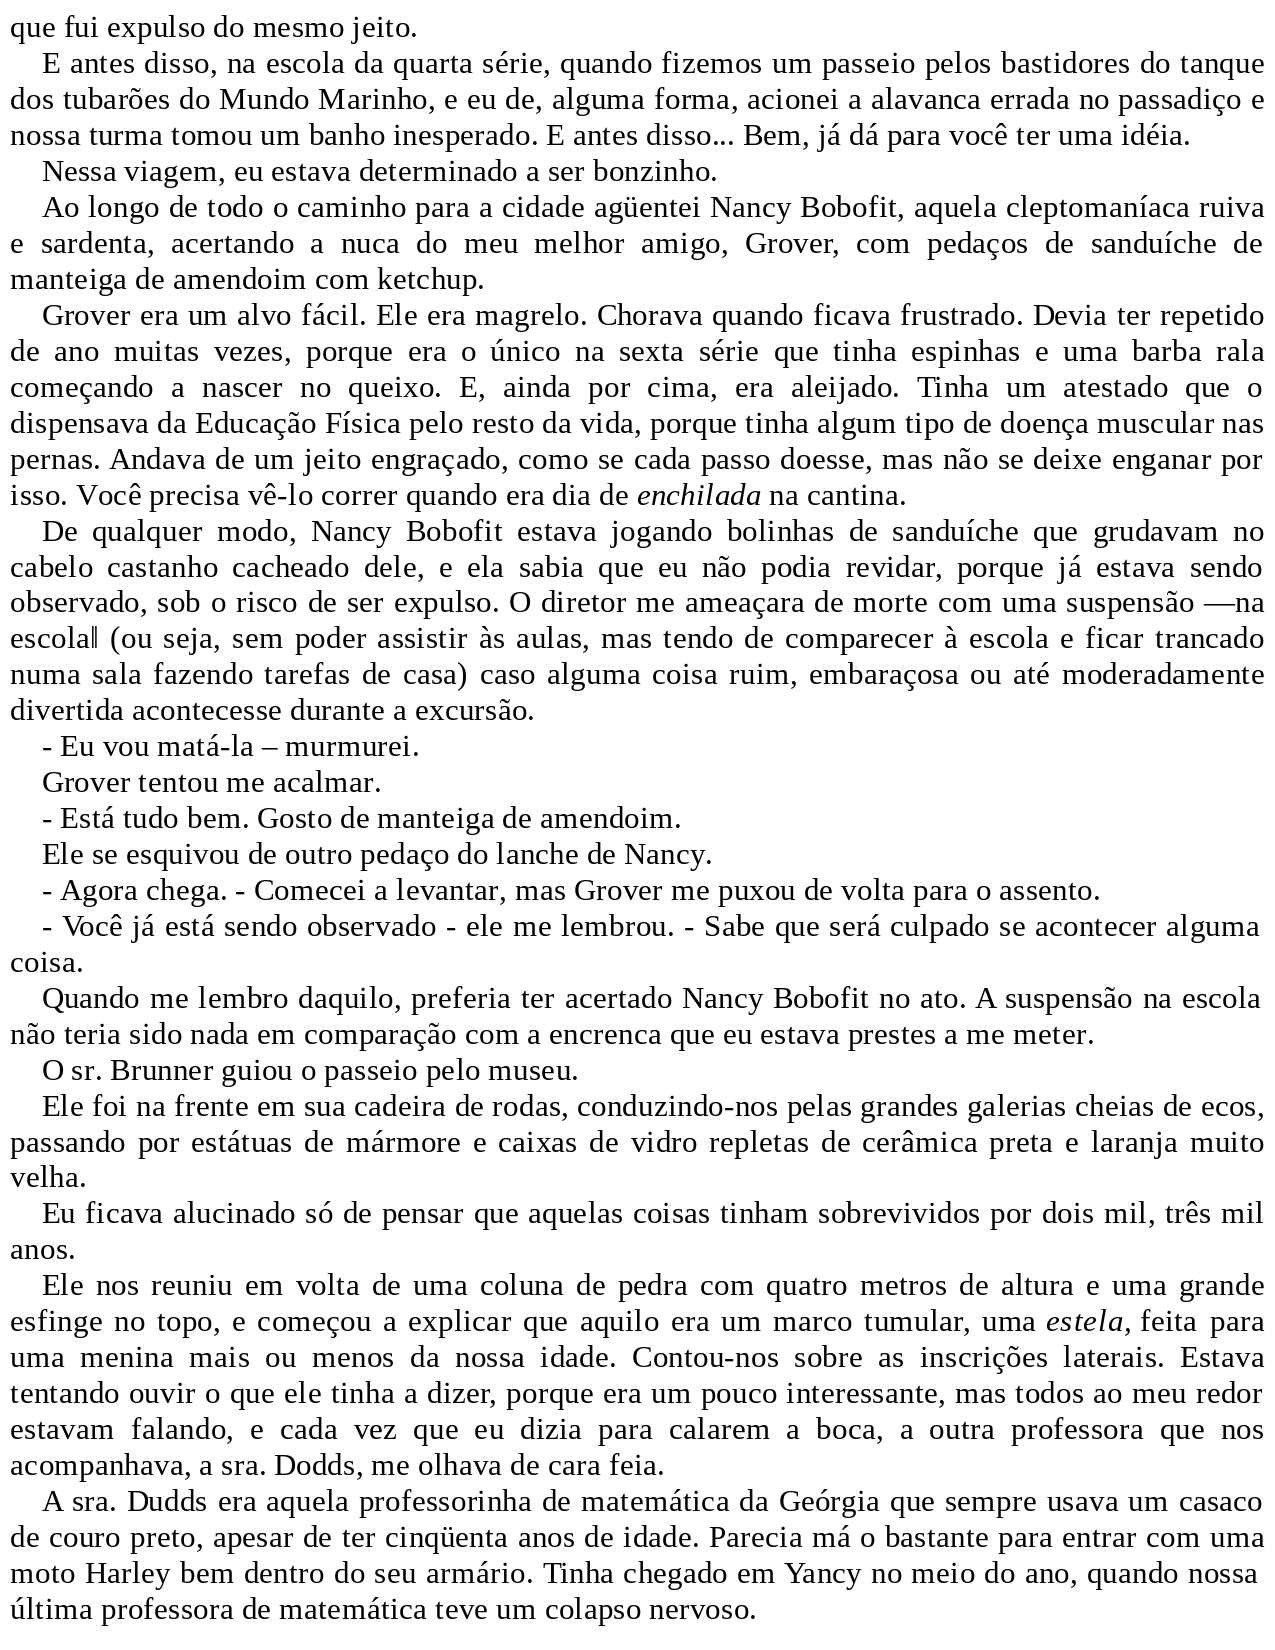 que fui expulso do mesmo jeito.
E antes disso, na escola da quarta série, quando fizemos um passeio pelos bastidores do tanque
dos tubarões do Mundo Marinho, e eu de, alguma forma, acionei a alavanca errada no passadiço e
nossa turma tomou um banho inesperado. E antes disso... Bem, já dá para você ter uma idéia.
Nessa viagem, eu estava determinado a ser bonzinho.
Ao longo de todo o caminho para a cidade agüentei Nancy Bobofit, aquela cleptomaníaca ruiva
e sardenta, acertando a nuca do meu melhor amigo, Grover, com pedaços de sanduíche de
manteiga de amendoim com ketchup.
Grover era um alvo fácil. Ele era magrelo. Chorava quando ficava frustrado. Devia ter repetido
de ano muitas vezes, porque era o único na sexta série que tinha espinhas e uma barba rala
começando a nascer no queixo. E, ainda por cima, era aleijado. Tinha um atestado que o
dispensava da Educação Física pelo resto da vida, porque tinha algum tipo de doença muscular nas
pernas. Andava de um jeito engraçado, como se cada passo doesse, mas não se deixe enganar por
isso. Você precisa vê-lo correr quando era dia de enchilada na cantina.
De qualquer modo, Nancy Bobofit estava jogando bolinhas de sanduíche que grudavam no
cabelo castanho cacheado dele, e ela sabia que eu não podia revidar, porque já estava sendo
observado, sob o risco de ser expulso. O diretor me ameaçara de morte com uma suspensão ―na
escola‖ (ou seja, sem poder assistir às aulas, mas tendo de comparecer à escola e ficar trancado
numa sala fazendo tarefas de casa) caso alguma coisa ruim, embaraçosa ou até moderadamente
divertida acontecesse durante a excursão.
- Eu vou matá-la – murmurei.
Grover tentou me acalmar.
- Está tudo bem. Gosto de manteiga de amendoim.
Ele se esquivou de outro pedaço do lanche de Nancy.
- Agora chega. - Comecei a levantar, mas Grover me puxou de volta para o assento.
- Você já está sendo observado - ele me lembrou. - Sabe que será culpado se acontecer alguma
coisa.
Quando me lembro daquilo, preferia ter acertado Nancy Bobofit no ato. A suspensão na escola
não teria sido nada em comparação com a encrenca que eu estava prestes a me meter.
O sr. Brunner guiou o passeio pelo museu.
Ele foi na frente em sua cadeira de rodas, conduzindo-nos pelas grandes galerias cheias de ecos,
passando por estátuas de mármore e caixas de vidro repletas de cerâmica preta e laranja muito
velha.
Eu ficava alucinado só de pensar que aquelas coisas tinham sobrevividos por dois mil, três mil
anos.
Ele nos reuniu em volta de uma coluna de pedra com quatro metros de altura e uma grande
esfinge no topo, e começou a explicar que aquilo era um marco tumular, uma estela, feita para
uma menina mais ou menos da nossa idade. Contou-nos sobre as inscrições laterais. Estava
tentando ouvir o que ele tinha a dizer, porque era um pouco interessante, mas todos ao meu redor
estavam falando, e cada vez que eu dizia para calarem a boca, a outra professora que nos
acompanhava, a sra. Dodds, me olhava de cara feia.
A sra. Dudds era aquela professorinha de matemática da Geórgia que sempre usava um casaco
de couro preto, apesar de ter cinqüenta anos de idade. Parecia má o bastante para entrar com uma
moto Harley bem dentro do seu armário. Tinha chegado em Yancy no meio do ano, quando nossa
última professora de matemática teve um colapso nervoso.